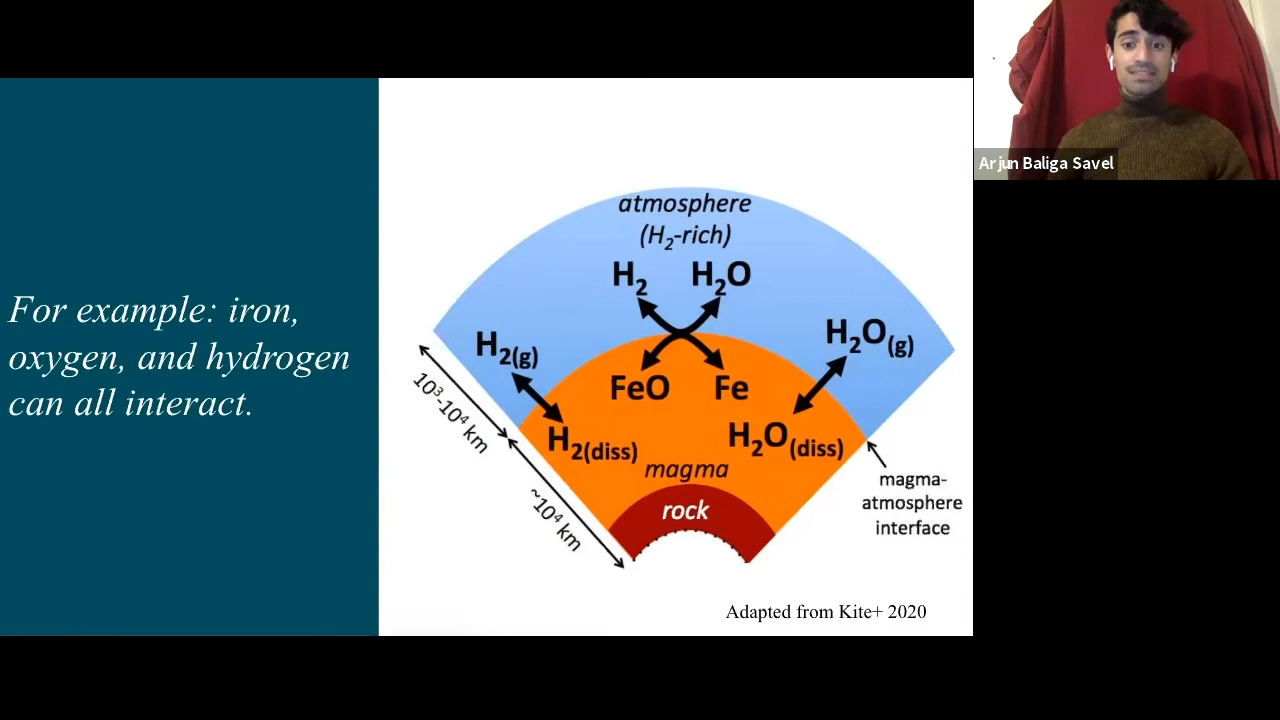 For example: iron,
oxygen, and hydrogen
can all interact.
atmosphere
(H₂-rich)
H₂ H₂O
H₂(g)
H₂O(g)
FeO Fe
H₂(diss)
H₂O(diss)
magma
rock
10³-10⁴ km
~10⁴ km
magma-
atmosphere
interface
Adapted from Kite+ 2020
Arjun Baliga Savel